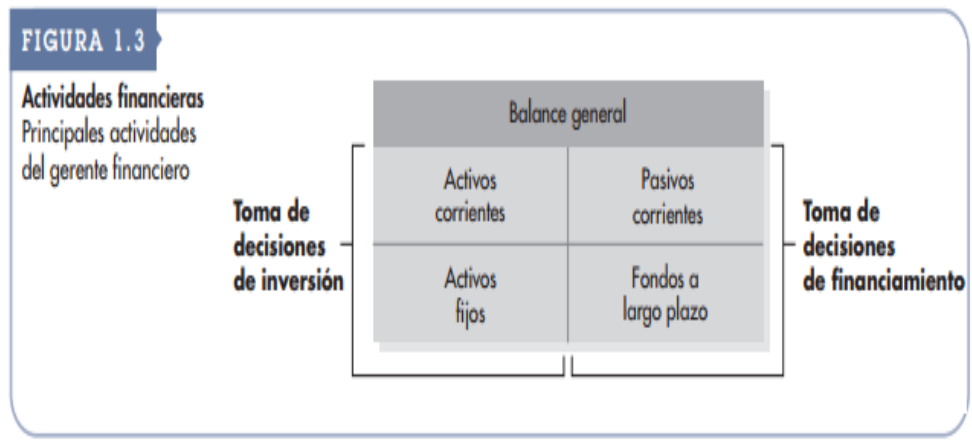 FIGURA 1.3
Actividades financieras
Principales actividades
del gerente financiero
Balance general
Toma de
decisiones
de inversión
Activos
corrientes
Pasivos
corrientes
Activos
fijos
Fondos a
largo plazo
Toma de
decisiones
de financiamiento